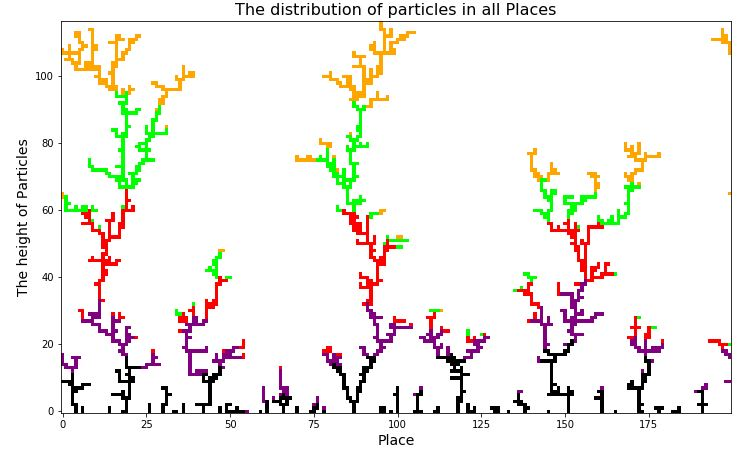 The distribution of particles in all Places
The height of Particles
100
80
60
40
20
0
0 25 50 75 100 125 150 175
Place